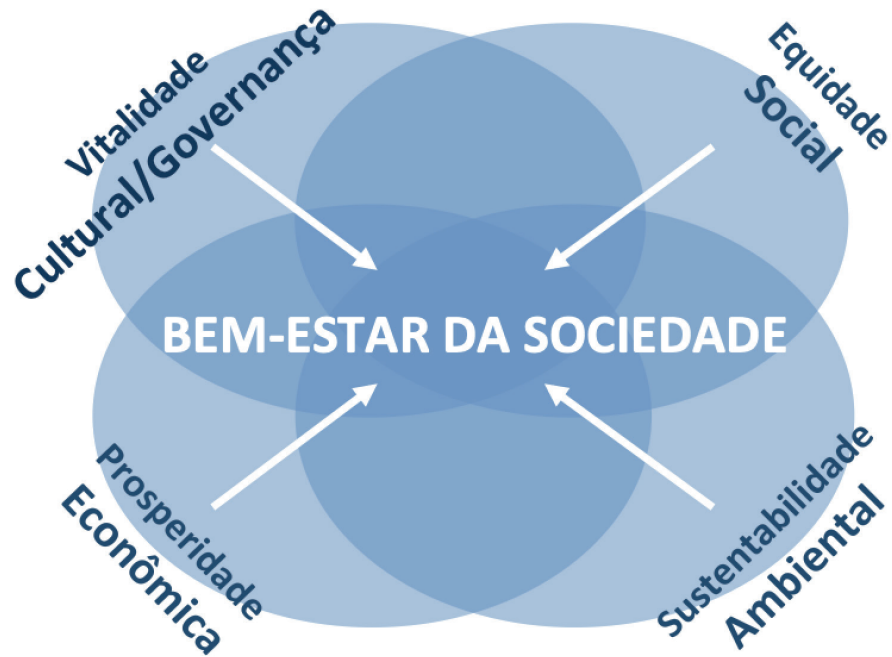 Vitalidade
Cultural/Governança
Equidade
Social
BEM-ESTAR DA SOCIEDADE
Prosperidade
Econômica
Sustentabilidade
Ambiental